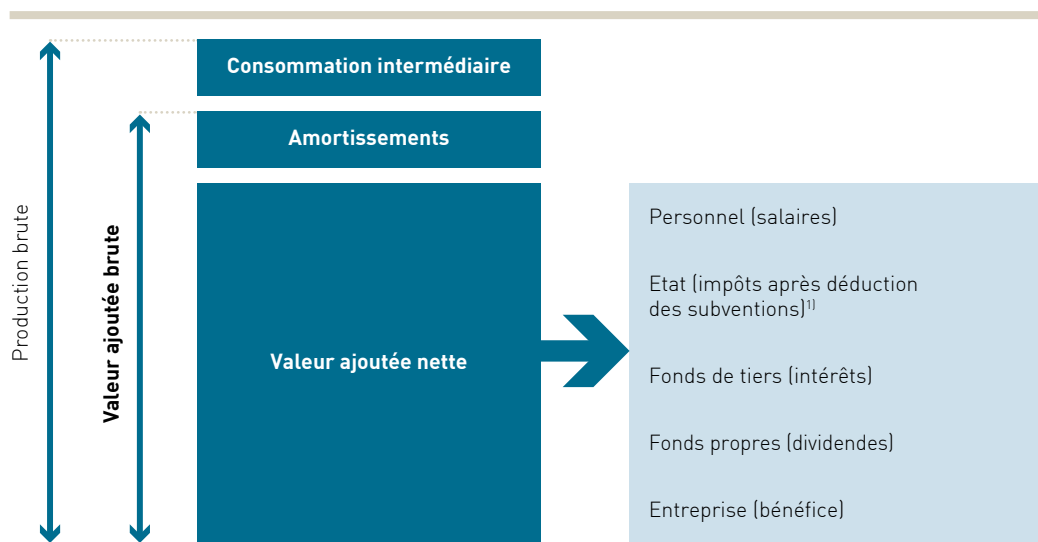 Production brute
Valeur ajoutée brute
Consommation intermédiaire
Amortissements
Valeur ajoutée nette
Personnel (salaires)
Etat (impôts après déduction
des subventions)¹⁾
Fonds de tiers (intérêts)
Fonds propres (dividendes)
Entreprise (bénéfice)